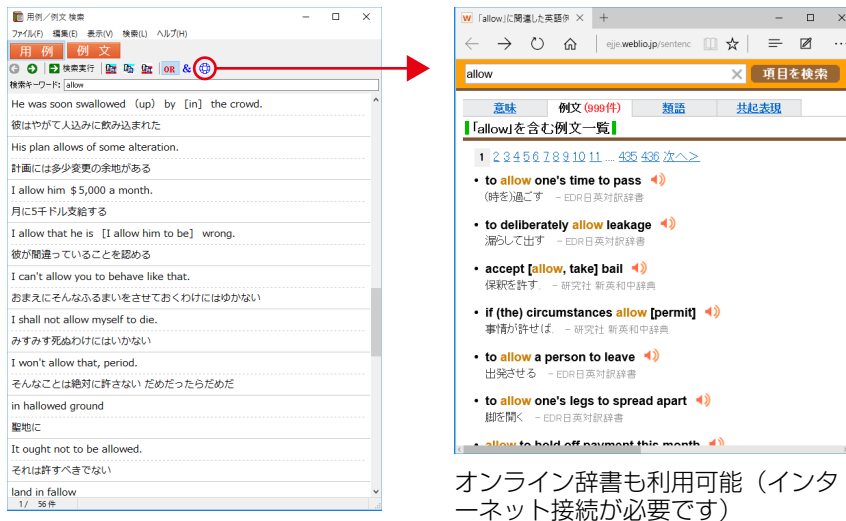 用例／例文 検索
ファイル(F) 編集(E) 表示(V) 検索(L) ヘルプ(H)
用 例 例 文
検索実行 OR &
検索キーワード: allow
He was soon swallowed （up） by ［in］ the crowd.
彼はやがて人込みに飲み込まれた
His plan allows of some alteration.
計画には多少変更の余地がある
I allow him ＄5,000 a month.
月に5千ドル支給する
I allow that he is ［I allow him to be］ wrong.
彼が間違っていることを認める
I can't allow you to behave like that.
おまえにそんなふるまいをさせておくわけにはゆかない
I shall not allow myself to die.
みすみす死ぬわけにはいかない
I won't allow that, period.
そんなことは絶対に許さない だめだったらだめだ
in hallowed ground
聖地に
It ought not to be allowed.
それは許すべきでない
land in fallow
1/ 56件
W 「allow」に関連した英語例
ejje.weblio.jp/sentenc
allow 項目を検索
意味 例文 (999件) 類語 共起表現
「allow」を含む例文一覧
1 2 3 4 5 6 7 8 9 10 11 .... 435 436 次へ＞
• to allow one's time to pass
(時を)過ごす －EDR日英対訳辞書
• to deliberately allow leakage
漏らして出す －EDR日英対訳辞書
• accept [allow, take] bail
保釈を許す. － 研究社 新英和中辞典
• if (the) circumstances allow [permit]
事情が許せば. － 研究社 新英和中辞典
• to allow a person to leave
出発させる －EDR日英対訳辞書
• to allow one's legs to spread apart
脚を開く －EDR日英対訳辞書
• allow to hold off payment this month
オンライン辞書も利用可能（インタ
ーネット接続が必要です）